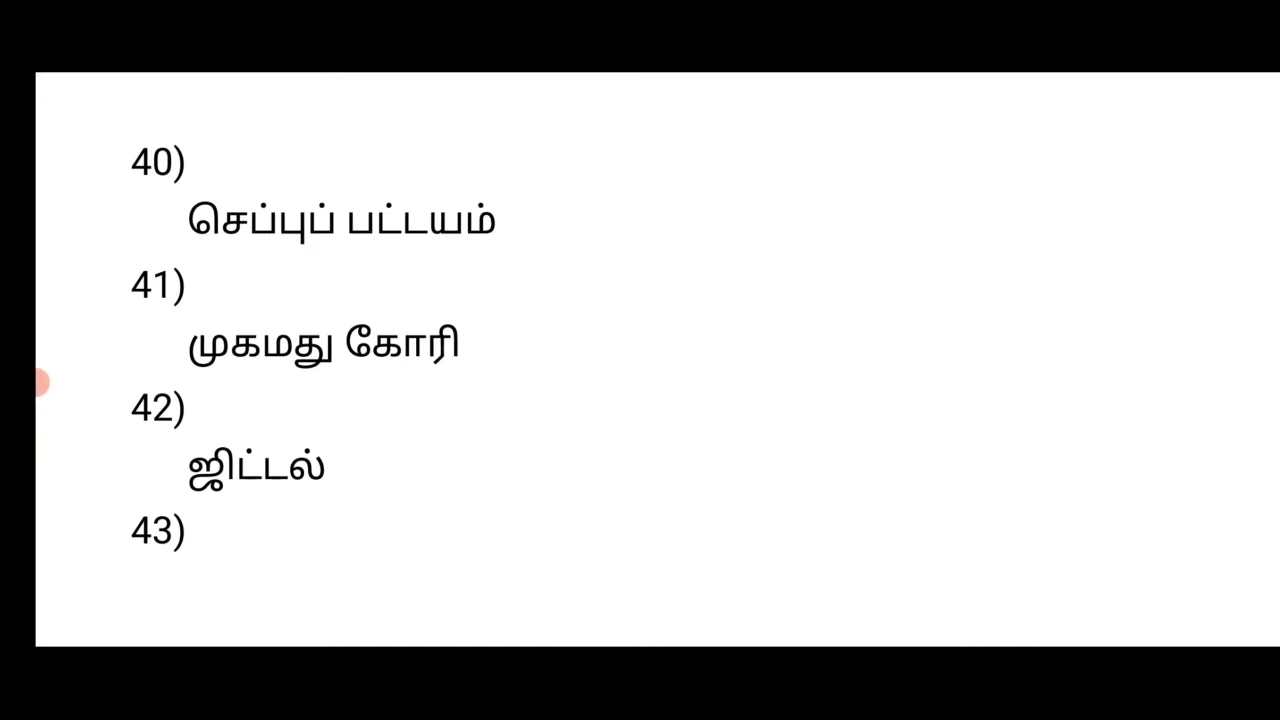 40)
செப்புப் பட்டயம்
41)
முகமது கோரி
42)
ஜிட்டல்
43)